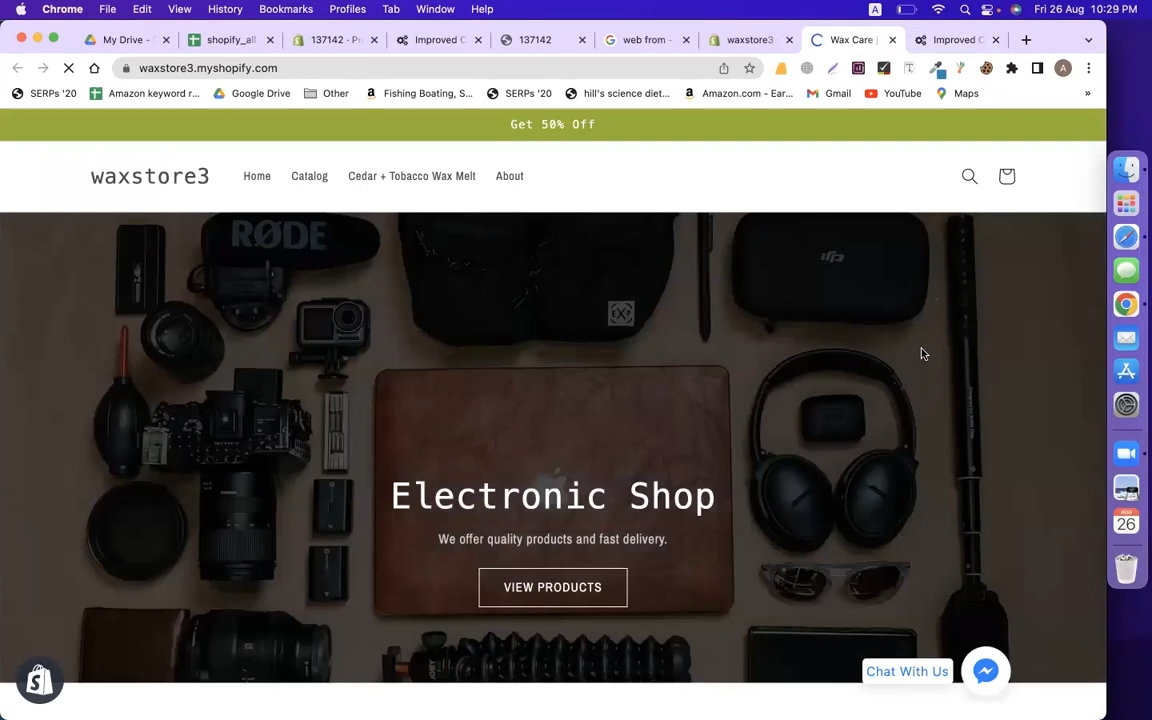 Chrome File Edit View History Bookmarks Profiles Tab Window Help A Fri 26 Aug 10:29 PM
My Drive - shopify_all 137142 · Pr Improved C 137142 web from - waxstore3 Wax Care | Improved C
waxstore3.myshopify.com A
SERPs '20 Amazon keyword r... Google Drive Other Fishing Boating, S... SERPs '20 hill's science diet... Amazon.com - Ear... Gmail YouTube Maps »
Get 50% Off
waxstore3 Home Catalog Cedar + Tobacco Wax Melt About
RØDE
dji
EXP
Electronic Shop
We offer quality products and fast delivery.
VIEW PRODUCTS
Chat With Us
AUG
26